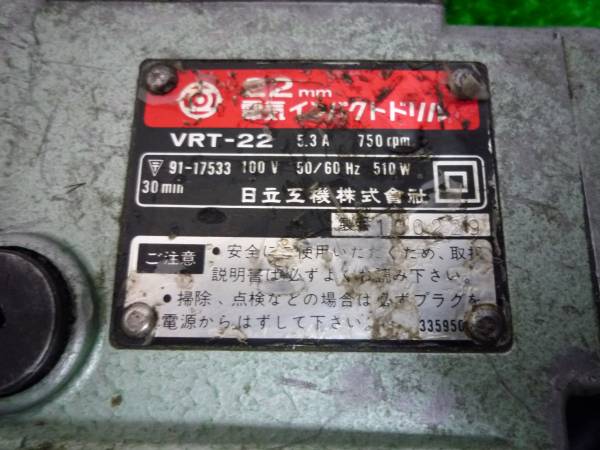 22mm
電気インパクトドリル
VRT-22 5.3A 750rpm
91-17533 100V 50/60Hz 510W
30min 日立工機株式會社
製番
ご注意
・安全にご使用いただくため、取扱
説明書は必ずよくお読み下さい。
・掃除、点検などの場合は必ずプラグを
電源からはずして下さい。
335950